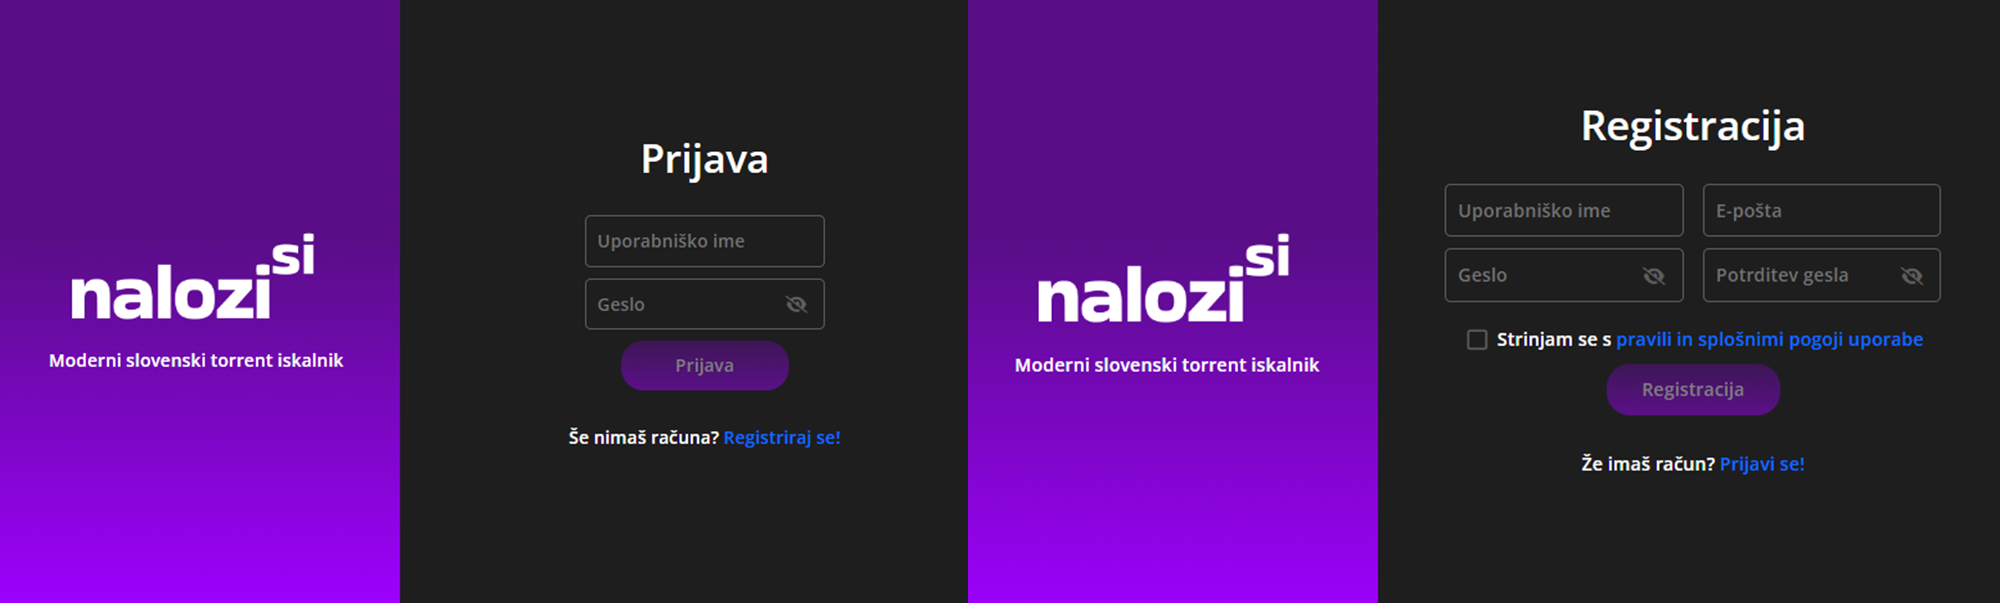 nalozi si
Moderni slovenski torrent iskalnik
Prijava
Uporabniško ime
Geslo
Prijava
Še nimaš računa? Registriraj se!
nalozi si
Moderni slovenski torrent iskalnik
Registracija
Uporabniško ime
E-pošta
Geslo
Potrditev gesla
Strinjam se s pravili in splošnimi pogoji uporabe
Registracija
Že imaš račun? Prijavi se!